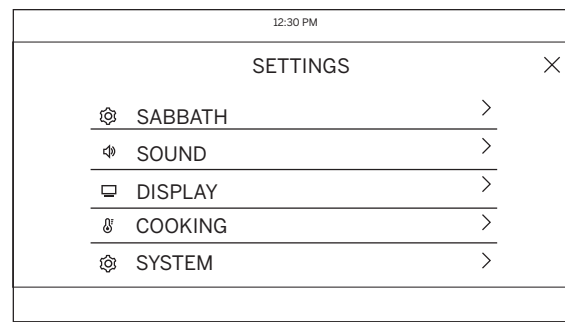 12:30 PM
SETTINGS
SABBATH
SOUND
DISPLAY
COOKING
SYSTEM